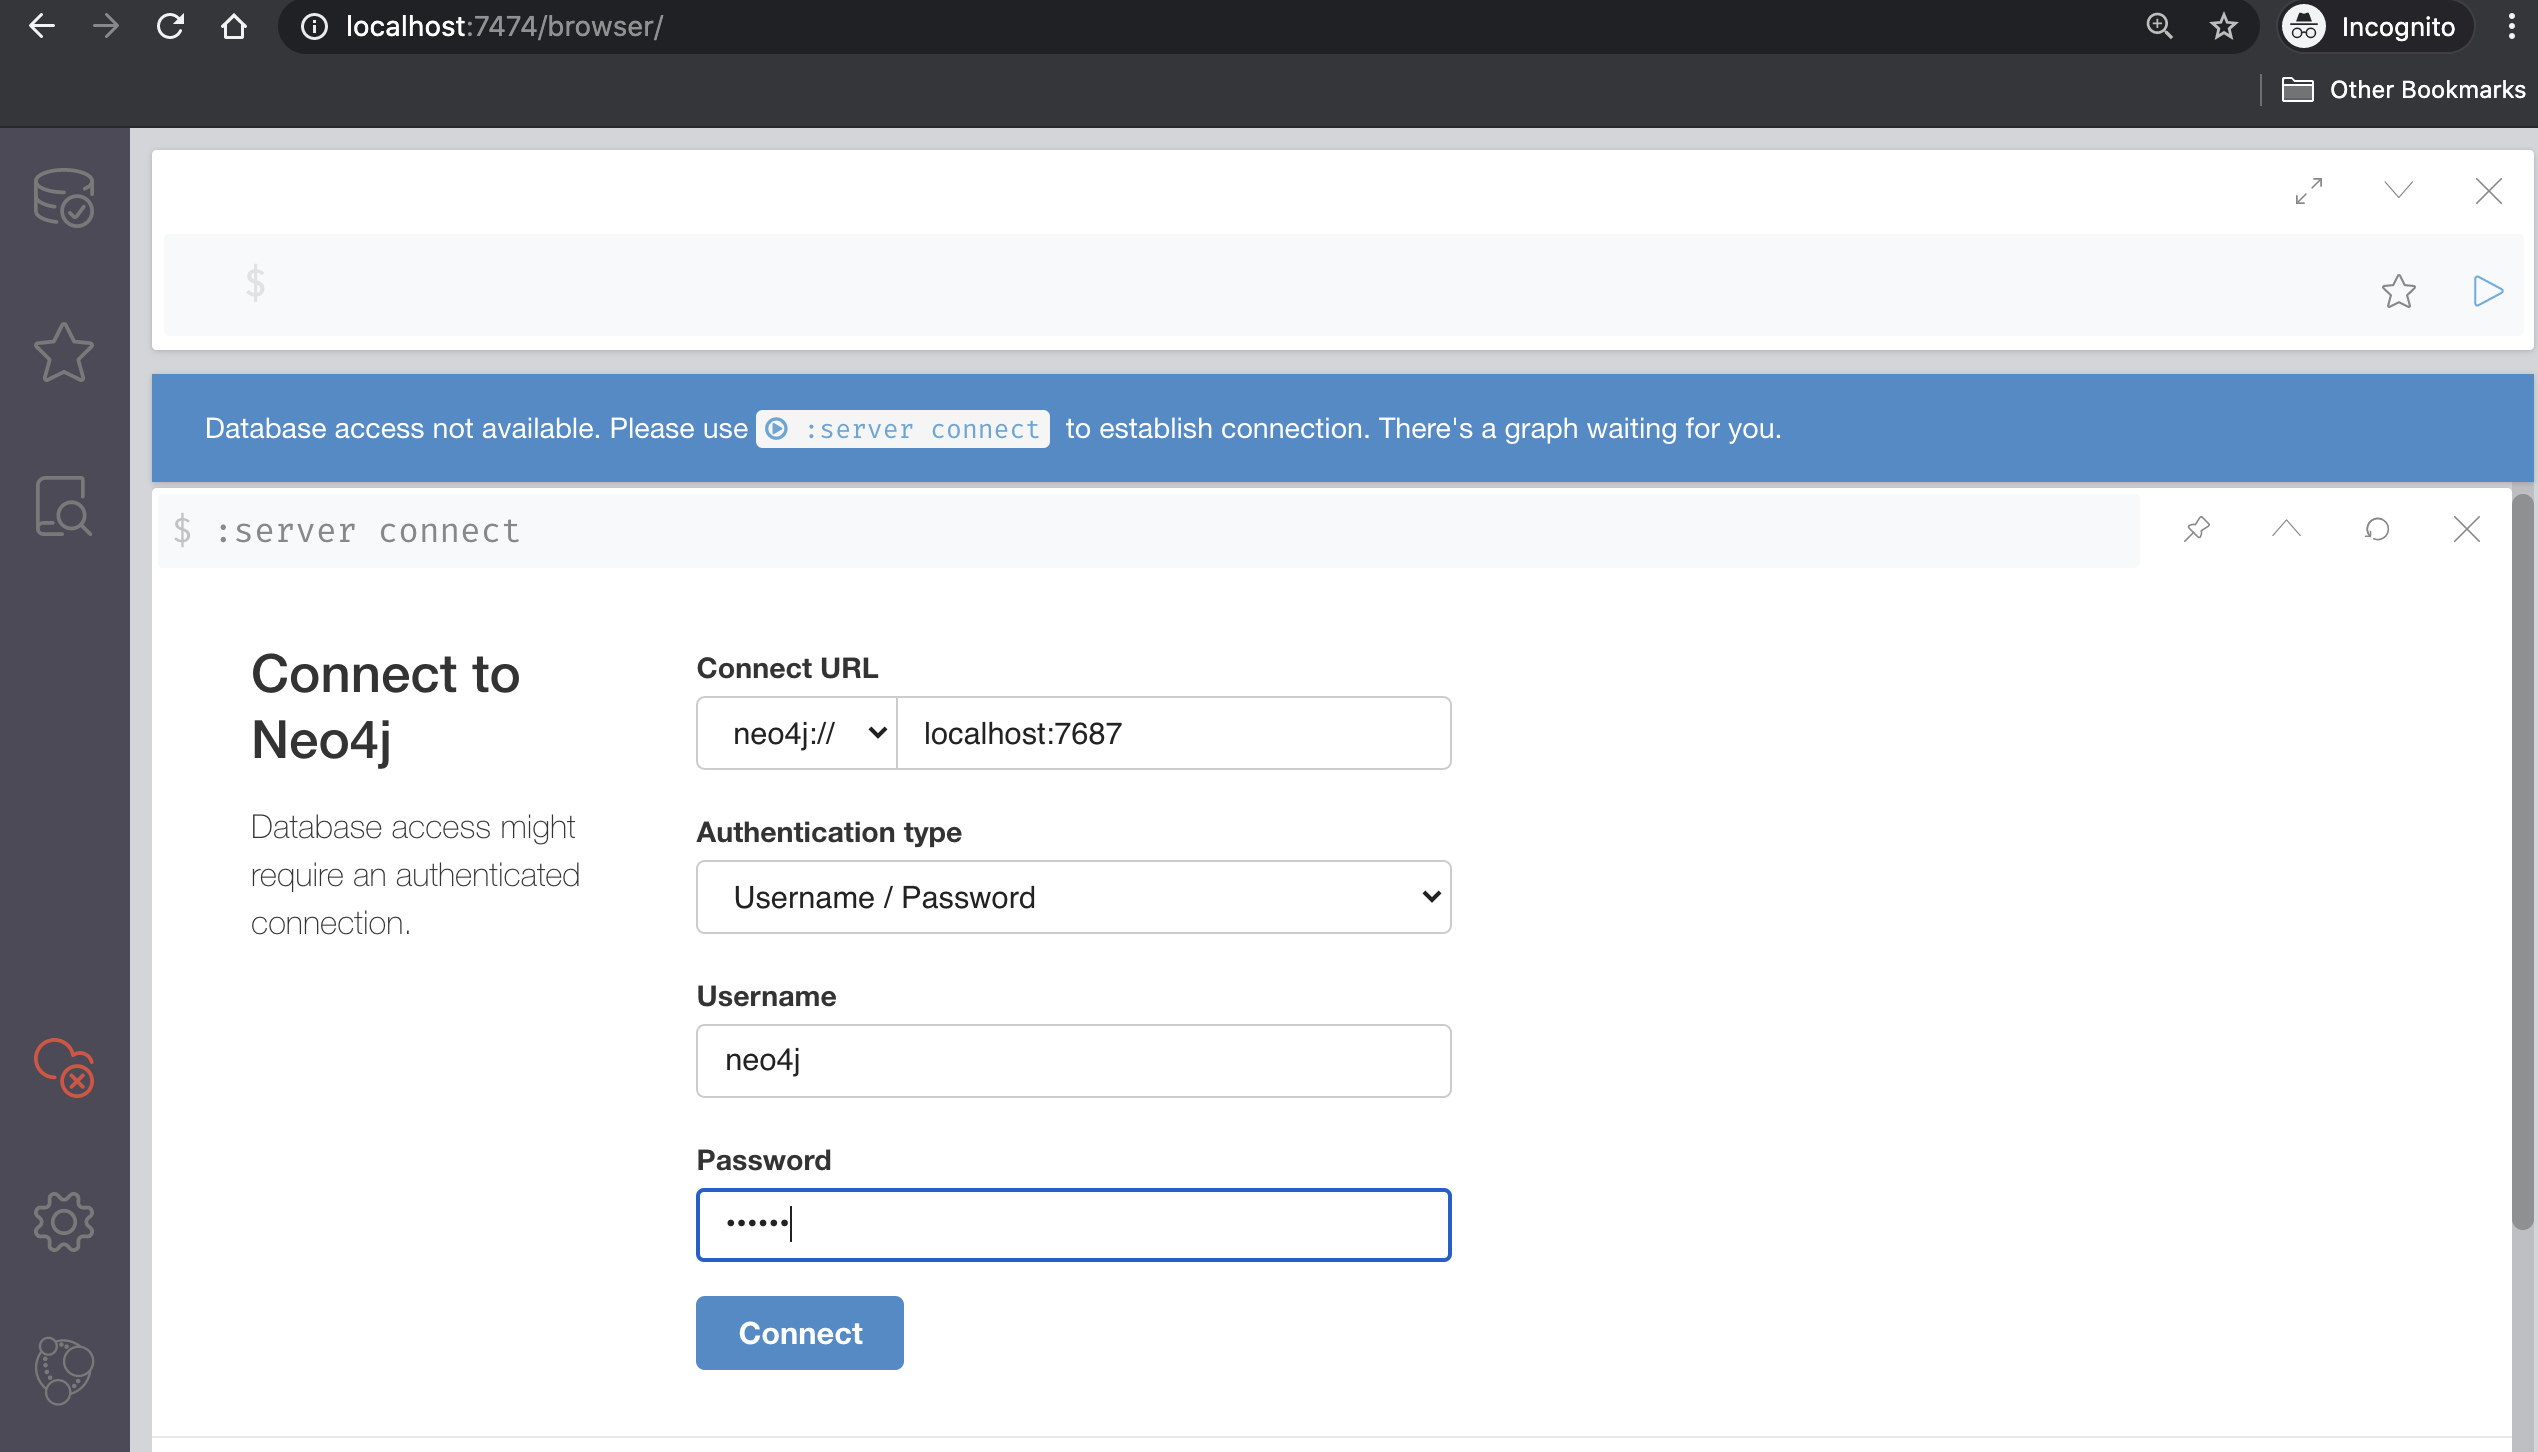 localhost:7474/browser/
Incognito
Other Bookmarks
$
Database access not available. Please use :server connect to establish connection. There's a graph waiting for you.
$ :server connect
Connect to
Neo4j
Database access might
require an authenticated
connection.
Connect URL
neo4j:// localhost:7687
Authentication type
Username / Password
Username
neo4j
Password
••••••
Connect